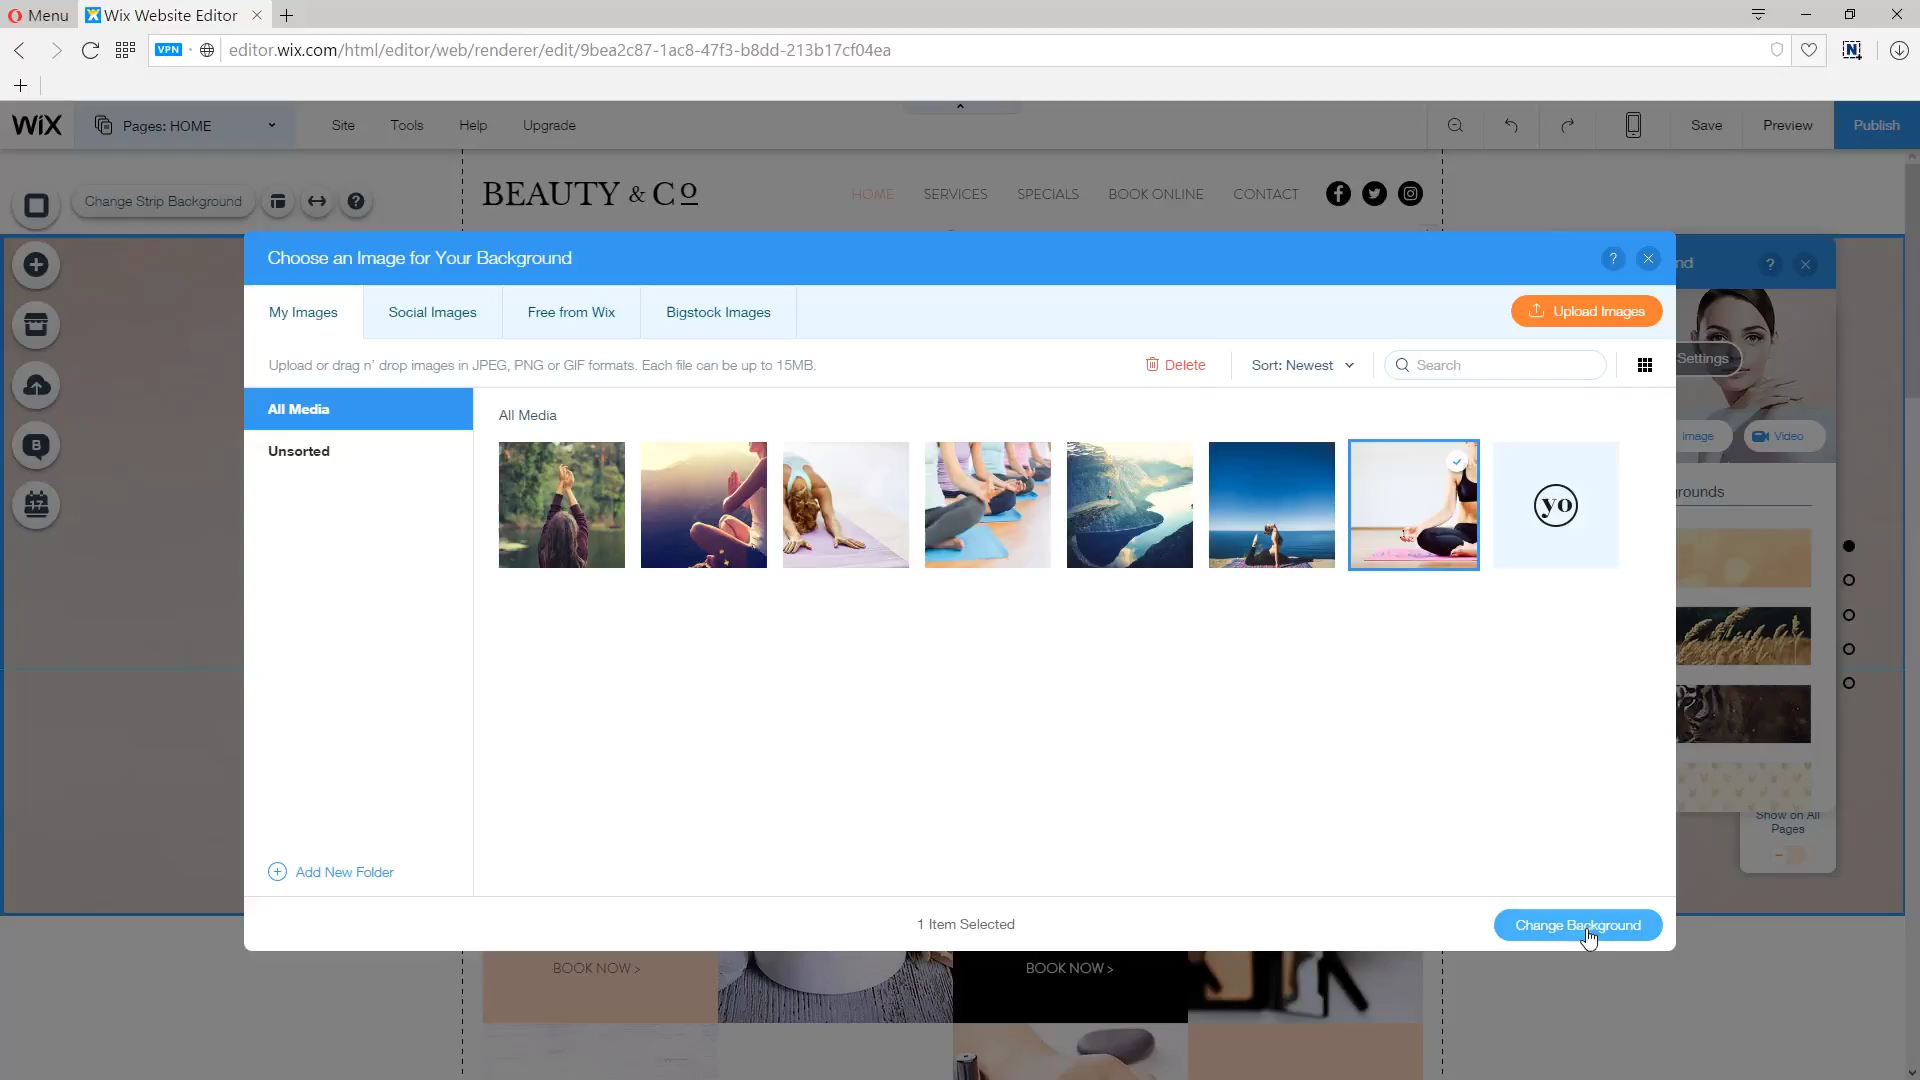 Menu
Wix Website Editor
VPN
editor.wix.com/html/editor/web/renderer/edit/9bea2c87-1ac8-47f3-b8dd-213b17cf04ea
N
WiX
Pages: HOME
Site
Tools
Help
Upgrade
Save
Preview
Publish
Change Strip Background
?
BEAUTY & Co
HOME
SERVICES
SPECIALS
BOOK ONLINE
CONTACT
Choose an Image for Your Background
?
nd
?
My Images
Social Images
Free from Wix
Bigstock Images
Upload Images
Settings
Upload or drag n' drop images in JPEG, PNG or GIF formats. Each file can be up to 15MB.
Delete
Sort: Newest
Search
All Media
Unsorted
All Media
yo
Image
Video
grounds
B
17
Show on All
Pages
Add New Folder
1 Item Selected
Change Background
BOOK NOW >
BOOK NOW >